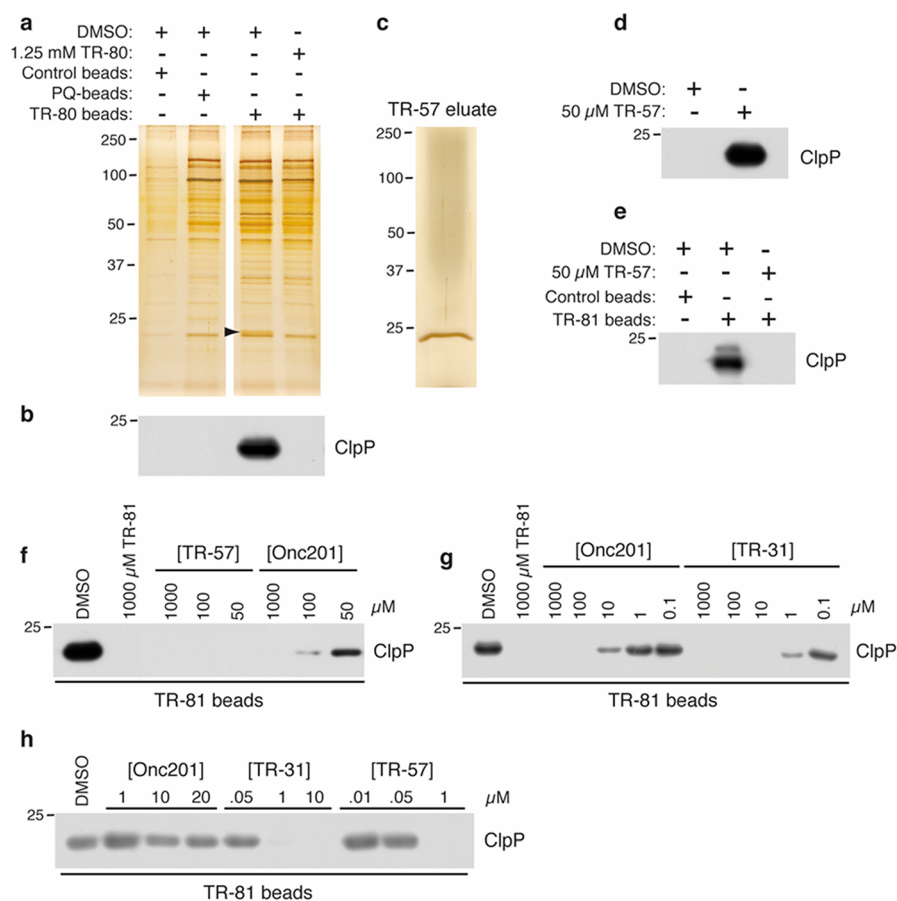 a
DMSO: + + + -
1.25 mM TR-80: - - - +
Control beads: + - - -
PQ-beads: - + - -
TR-80 beads: - - + +
250
100
50
37
25
b
25
ClpP
c
TR-57 eluate
250
100
50
37
25
d
DMSO: + -
50 µM TR-57: - +
25
ClpP
e
DMSO: + + -
50 µM TR-57: - - +
Control beads: + - -
TR-81 beads: - + +
25
ClpP
f
DMSO
1000 µM TR-81
[TR-57] [Onc201]
1000 100 50 1000 100 50 µM
25
ClpP
TR-81 beads
g
DMSO
1000 µM TR-81
[Onc201] [TR-31]
1000 100 10 1 0.1 1000 100 10 1 0.1 µM
25
ClpP
TR-81 beads
h
DMSO
[Onc201] [TR-31] [TR-57]
1 10 20 .05 1 10 .01 .05 1 µM
25
ClpP
TR-81 beads